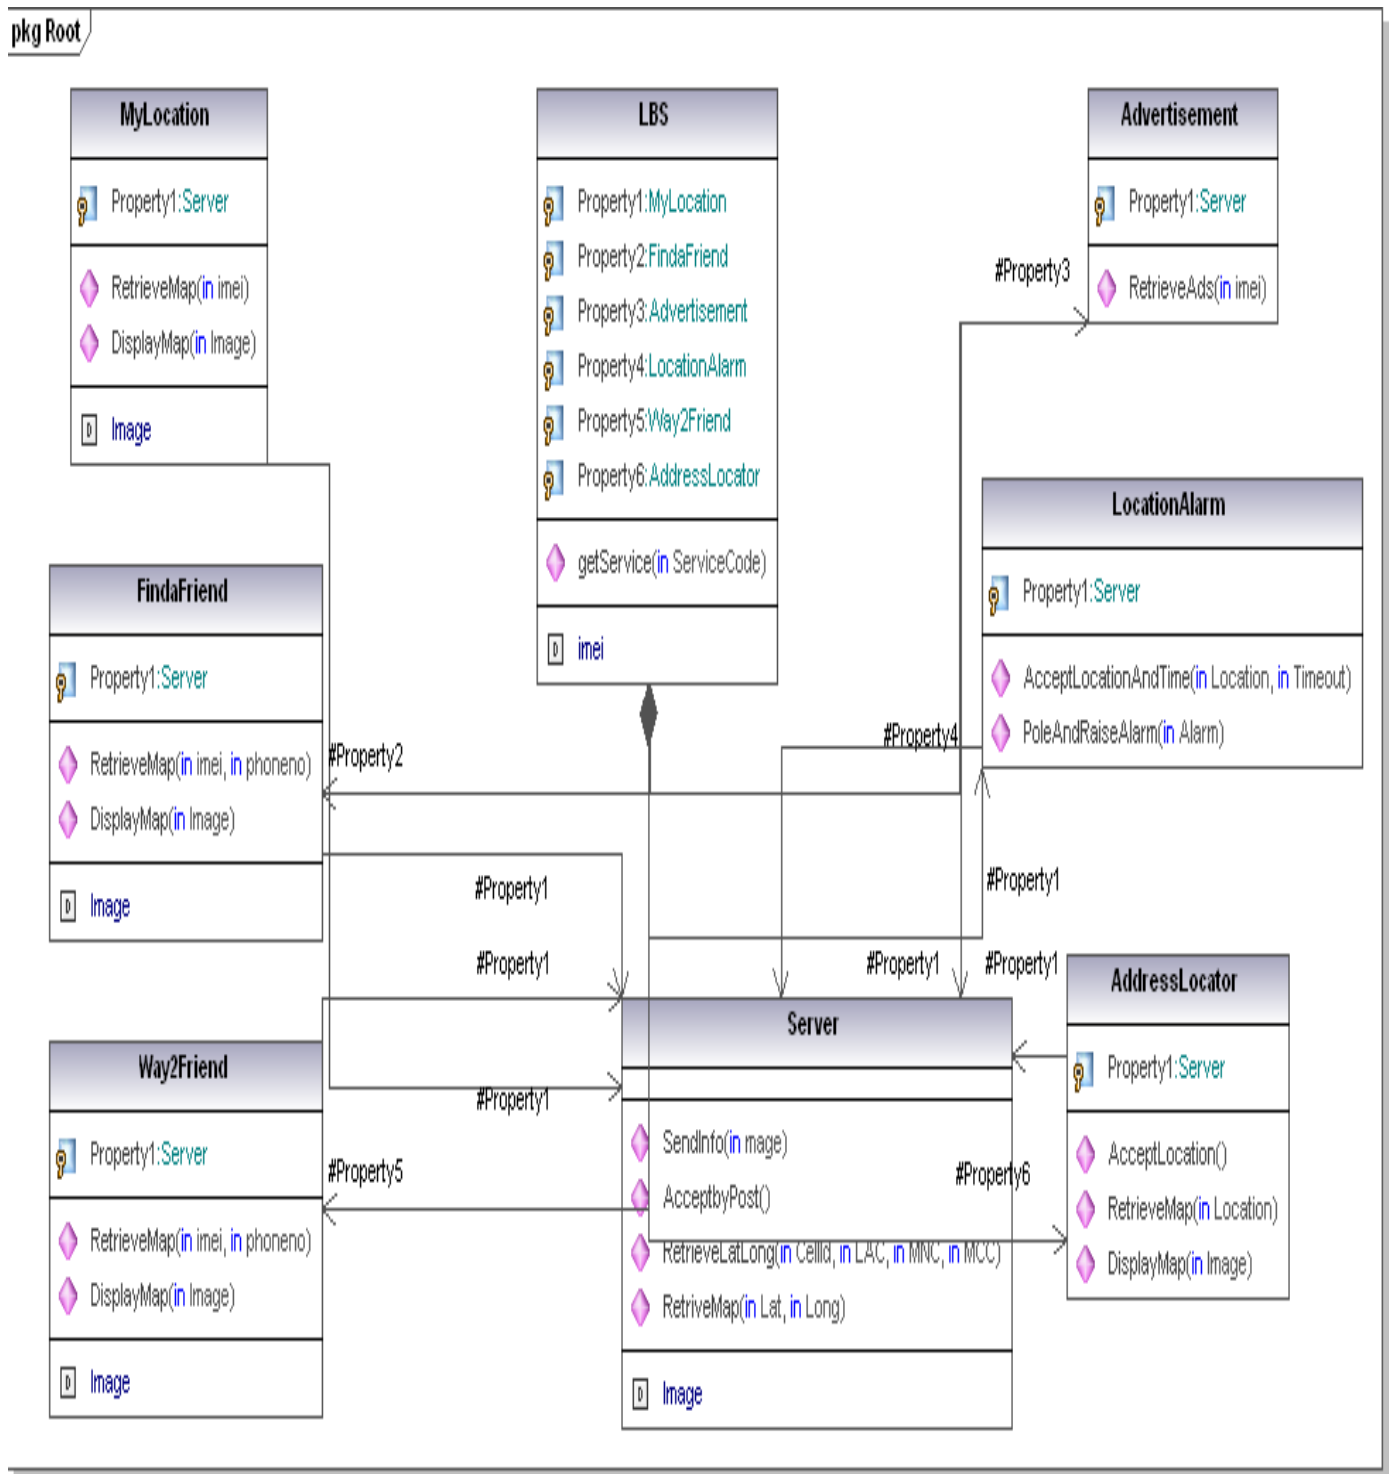 pkg Root
MyLocation
Property1:Server
RetrieveMap(in imei)
DisplayMap(in Image)
Image
LBS
Property1:MyLocation
Property2:FindaFriend
Property3:Advertisement
Property4:LocationAlarm
Property5:Way2Friend
Property6:AddressLocator
getService(in ServiceCode)
imei
Advertisement
Property1:Server
RetrieveAds(in imei)
#Property3
LocationAlarm
Property1:Server
AcceptLocationAndTime(in Location, in Timeout)
PoleAndRaiseAlarm(in Alarm)
FindaFriend
Property1:Server
RetrieveMap(in imei, in phoneno)
DisplayMap(in Image)
Image
#Property2
#Property4
#Property1
#Property1
#Property1
#Property1
#Property1
#Property1
Way2Friend
Property1:Server
RetrieveMap(in imei, in phoneno)
DisplayMap(in Image)
Image
#Property5
Server
SendInfo(in mage)
AcceptbyPost()
RetrieveLatLong(in CellId, in LAC, in MNC, in MCC)
RetriveMap(in Lat, in Long)
Image
#Property6
AddressLocator
Property1:Server
AcceptLocation()
RetrieveMap(in Location)
DisplayMap(in Image)